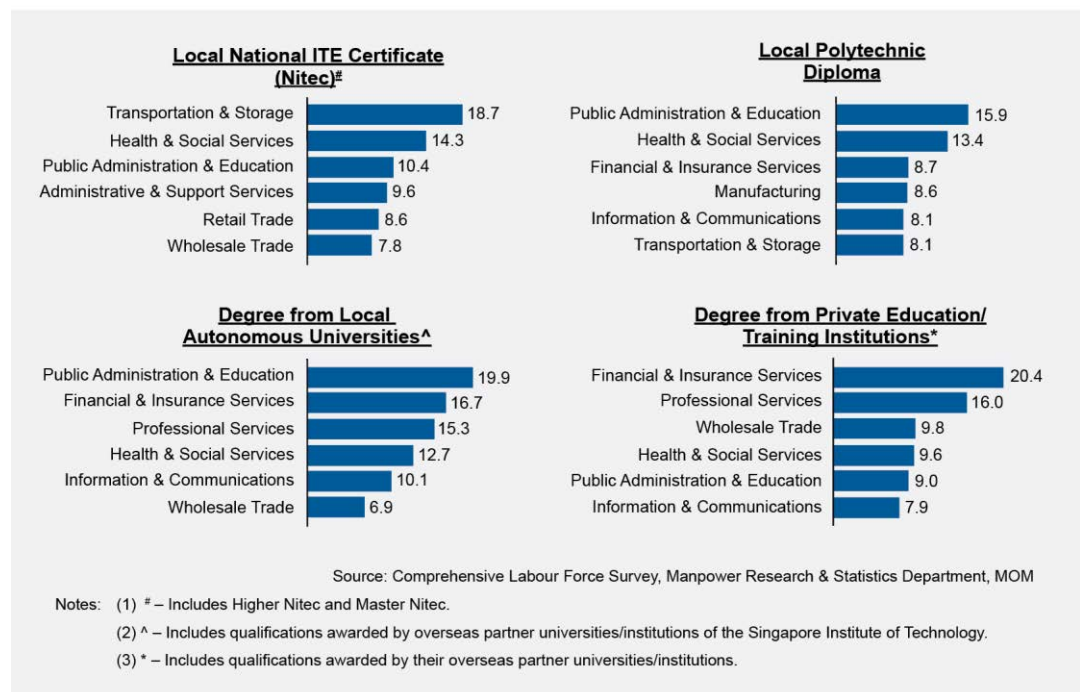 Local National ITE Certificate
(Nitec)#
Transportation & Storage 18.7
Health & Social Services 14.3
Public Administration & Education 10.4
Administrative & Support Services 9.6
Retail Trade 8.6
Wholesale Trade 7.8
Local Polytechnic
Diploma
Public Administration & Education 15.9
Health & Social Services 13.4
Financial & Insurance Services 8.7
Manufacturing 8.6
Information & Communications 8.1
Transportation & Storage 8.1
Degree from Local
Autonomous Universities^
Public Administration & Education 19.9
Financial & Insurance Services 16.7
Professional Services 15.3
Health & Social Services 12.7
Information & Communications 10.1
Wholesale Trade 6.9
Degree from Private Education/
Training Institutions*
Financial & Insurance Services 20.4
Professional Services 16.0
Wholesale Trade 9.8
Health & Social Services 9.6
Public Administration & Education 9.0
Information & Communications 7.9
Source: Comprehensive Labour Force Survey, Manpower Research & Statistics Department, MOM
Notes: (1) # – Includes Higher Nitec and Master Nitec.
(2) ^ – Includes qualifications awarded by overseas partner universities/institutions of the Singapore Institute of Technology.
(3) * – Includes qualifications awarded by their overseas partner universities/institutions.